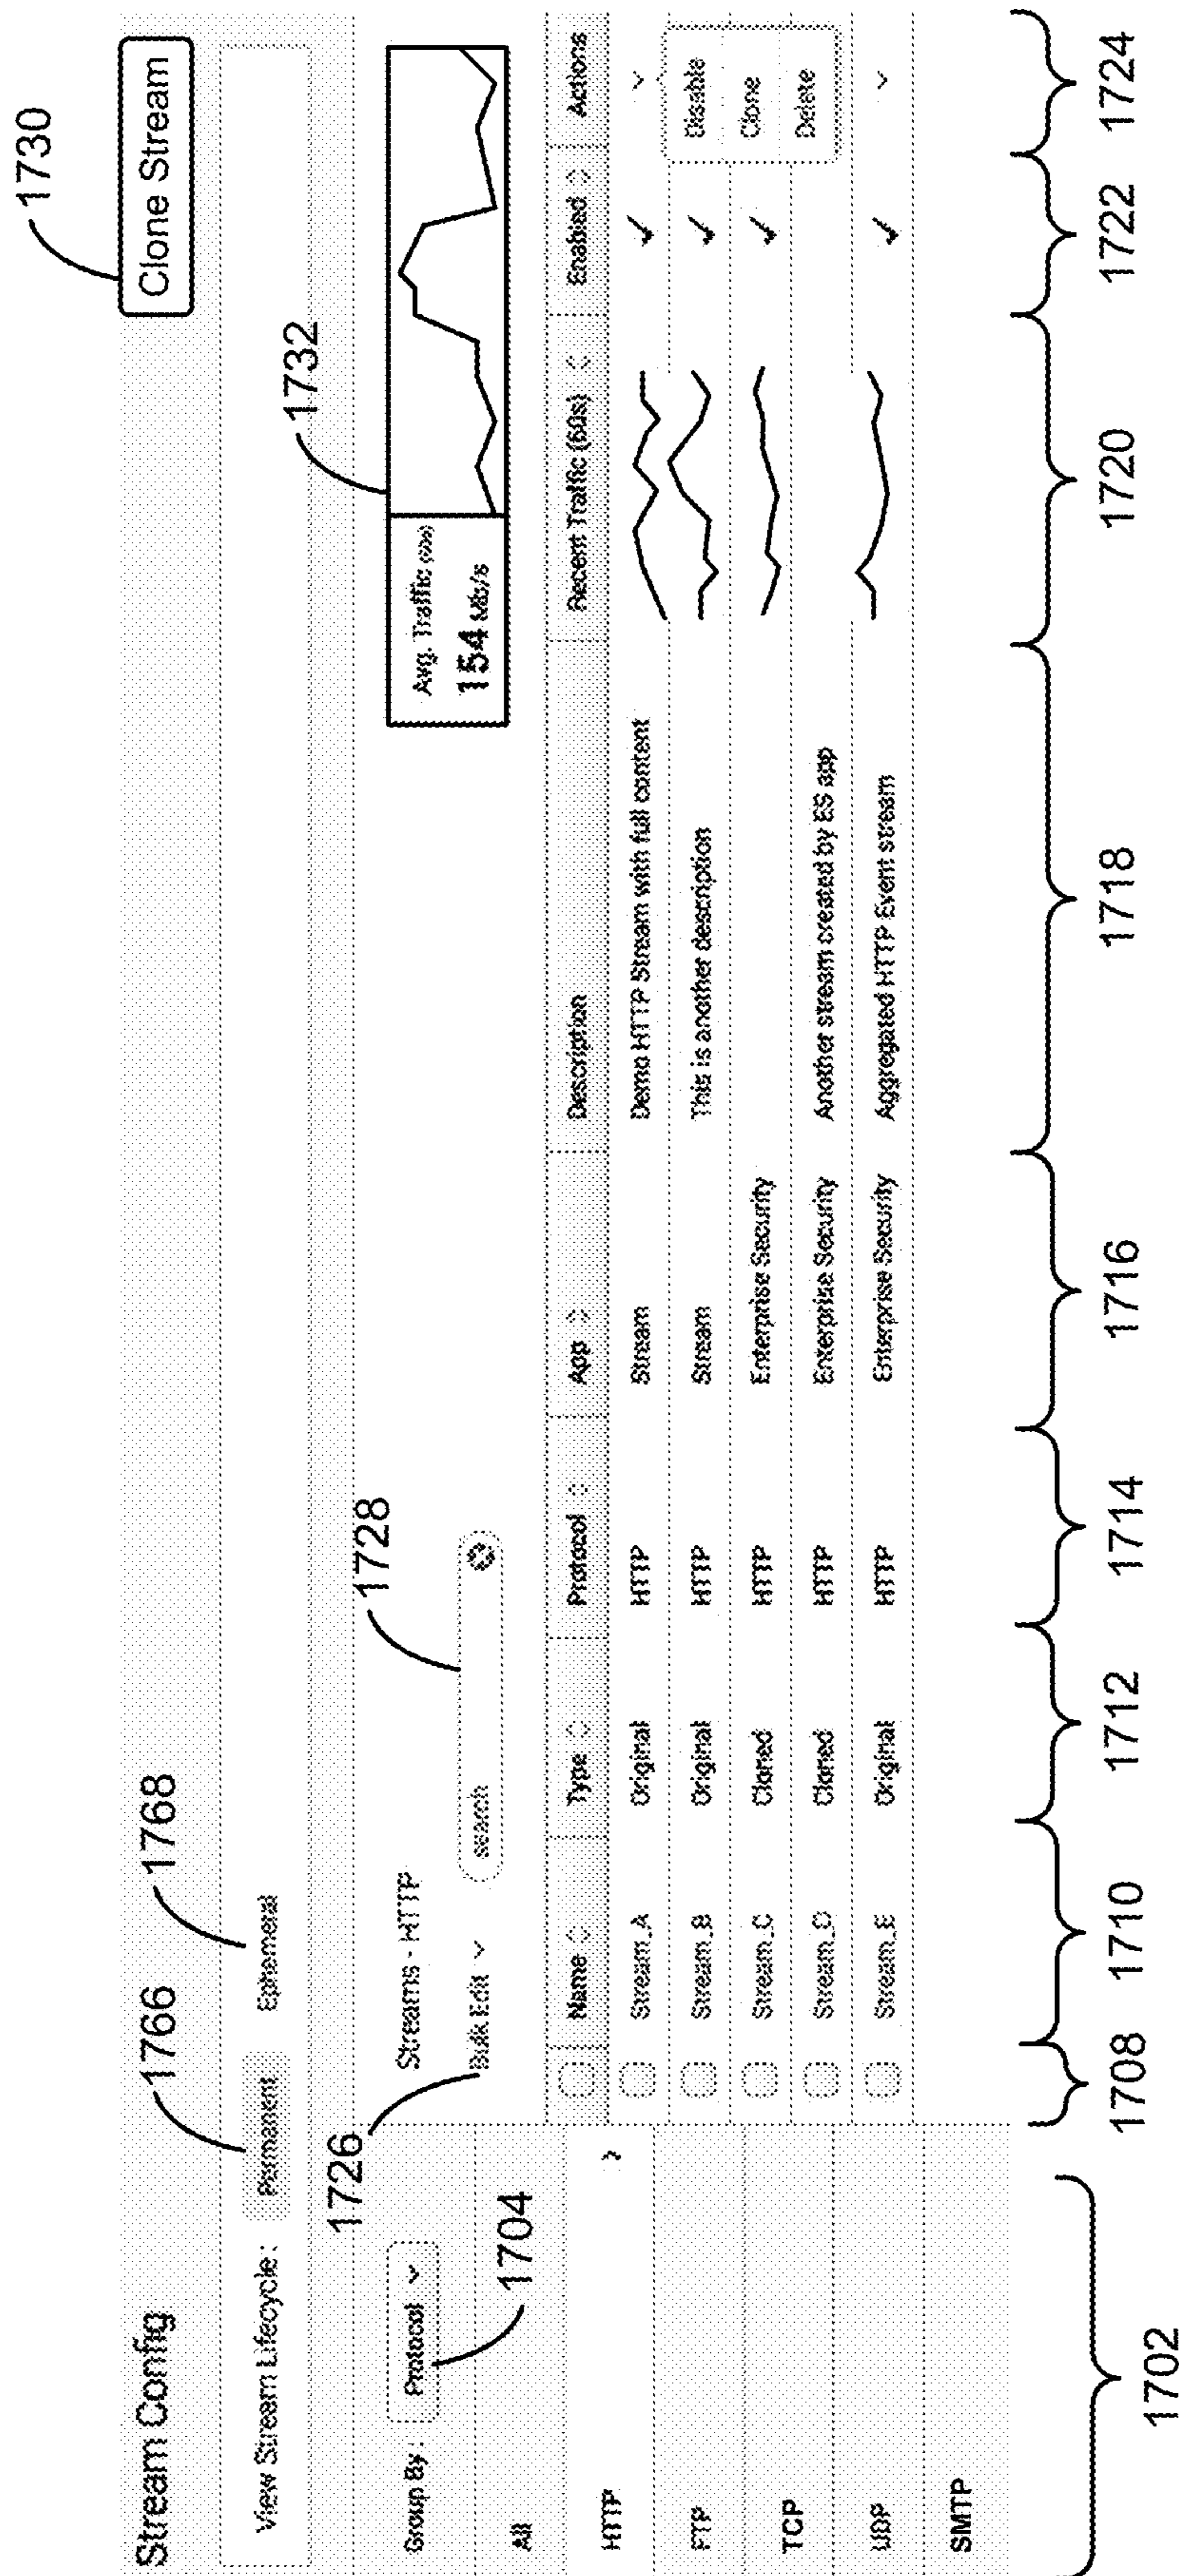 1730
Stream Config
Clone Stream
1766
1768
View Stream Lifecycle :
Permanent
Ephemeral
1732
1726
1728
Group By :
Protocol
1704
Streams - HTTP
Bulk Edit
search
Avg. Traffic (60s)
154 Mb/s
All
HTTP
FTP
TCP
UDP
SMTP
Name Type Protocol App Description Recent Traffic (60s) Enabled Actions
Stream_A Original HTTP Stream Demo HTTP Stream with full content
Stream_B Original HTTP Stream This is another description
Stream_C Cloned HTTP Enterprise Security
Stream_D Cloned HTTP Enterprise Security Another stream created by ES app
Stream_E Original HTTP Enterprise Security Aggregated HTTP Event stream
Disable
Clone
Delete
1702 1708 1710 1712 1714 1716 1718 1720 1722 1724